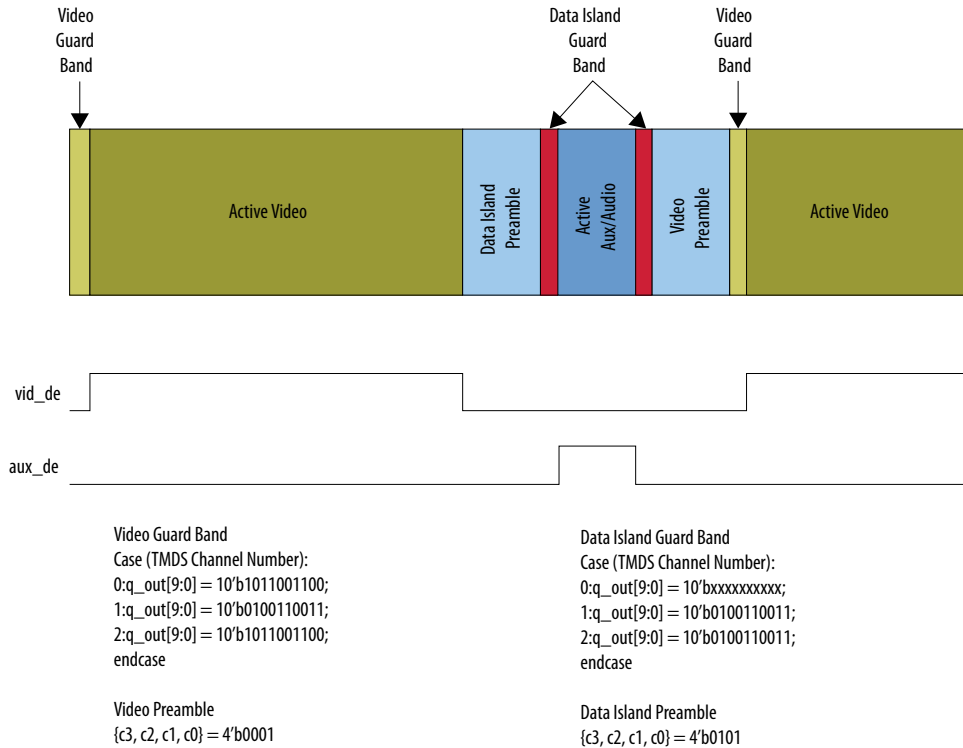 Video
Guard
Band
Data Island
Guard
Band
Video
Guard
Band
Active Video
Data Island
Preamble
Active
Aux/Audio
Video
Preamble
Active Video
vid_de
aux_de
Video Guard Band
Case (TMDS Channel Number):
0:q_out[9:0] = 10'b1011001100;
1:q_out[9:0] = 10'b0100110011;
2:q_out[9:0] = 10'b1011001100;
endcase
Video Preamble
{c3, c2, c1, c0} = 4'b0001
Data Island Guard Band
Case (TMDS Channel Number):
0:q_out[9:0] = 10'bxxxxxxxxxx;
1:q_out[9:0] = 10'b0100110011;
2:q_out[9:0] = 10'b0100110011;
endcase
Data Island Preamble
{c3, c2, c1, c0} = 4'b0101